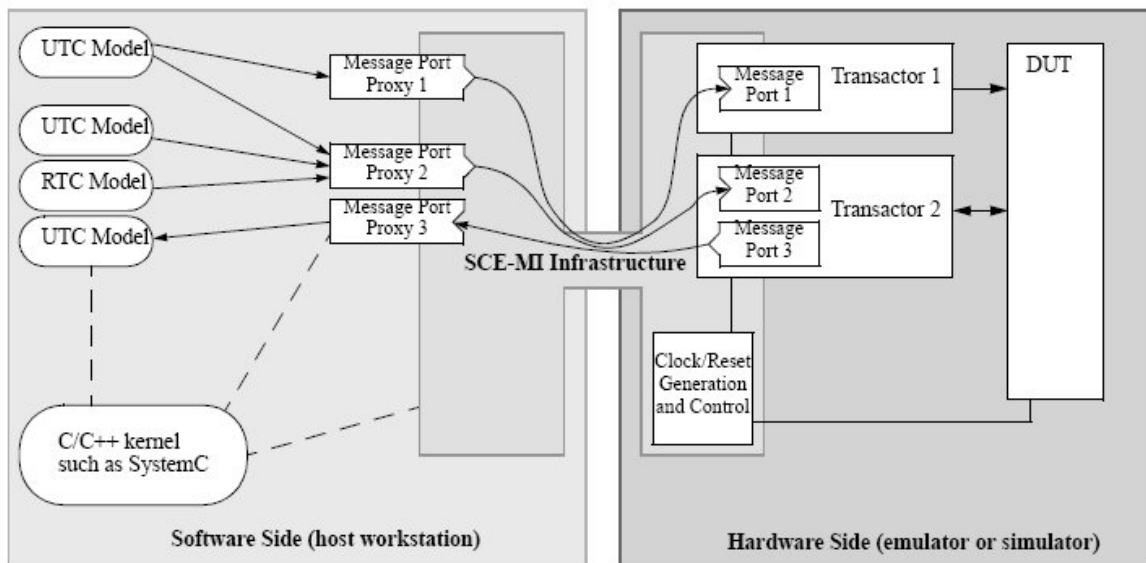 UTC Model
UTC Model
RTC Model
UTC Model
C/C++ kernel
such as SystemC
Message Port
Proxy 1
Message Port
Proxy 2
Message Port
Proxy 3
SCE-MI Infrastructure
Message
Port 1
Transactor 1
Message
Port 2
Message
Port 3
Transactor 2
DUT
Clock/Reset
Generation
and Control
Software Side (host workstation)
Hardware Side (emulator or simulator)